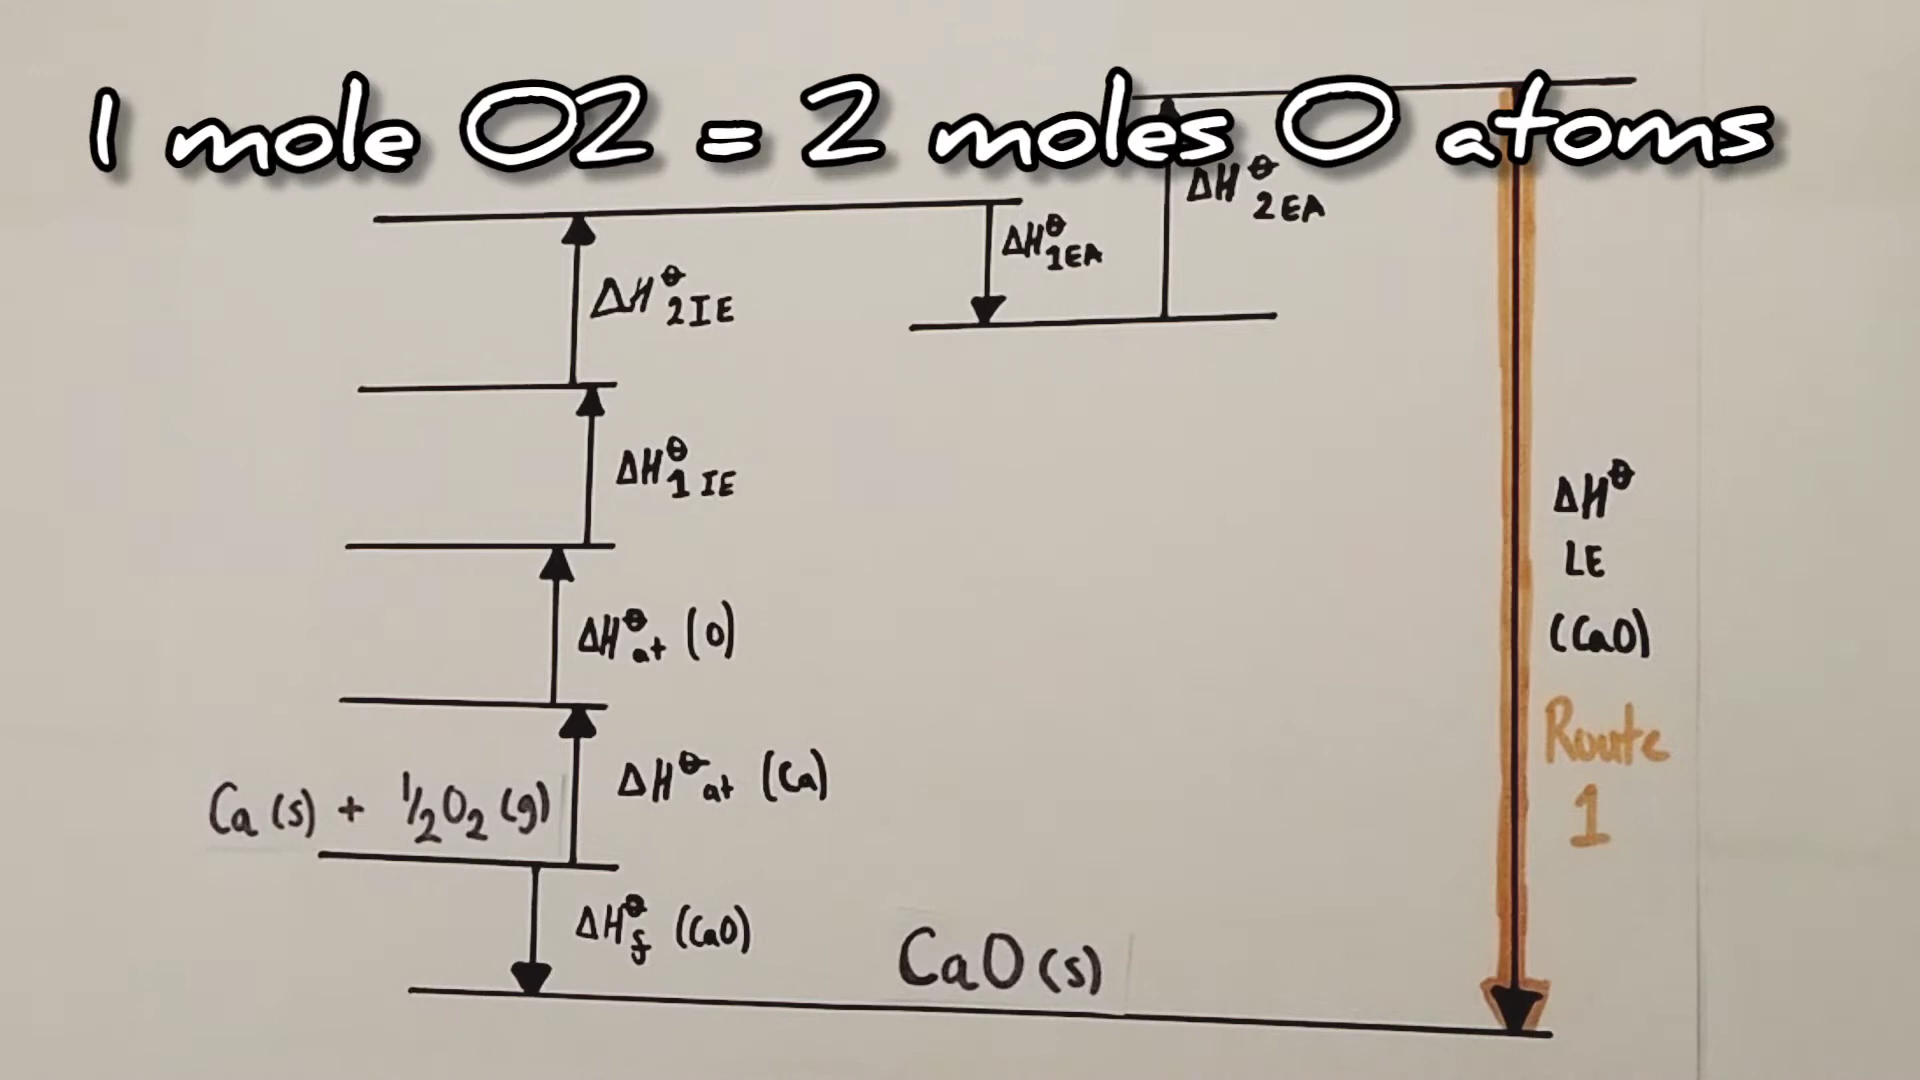 1 mole O2 = 2 moles O atoms
ΔH⦵2EA
ΔH⦵1EA
ΔH⦵2IE
ΔH⦵1IE
ΔH⦵
LE
(CaO)
ΔH⦵at (O)
Route
1
ΔH⦵at (Ca)
Ca (s) + ½O₂ (g)
ΔH⦵f (CaO)
CaO (s)